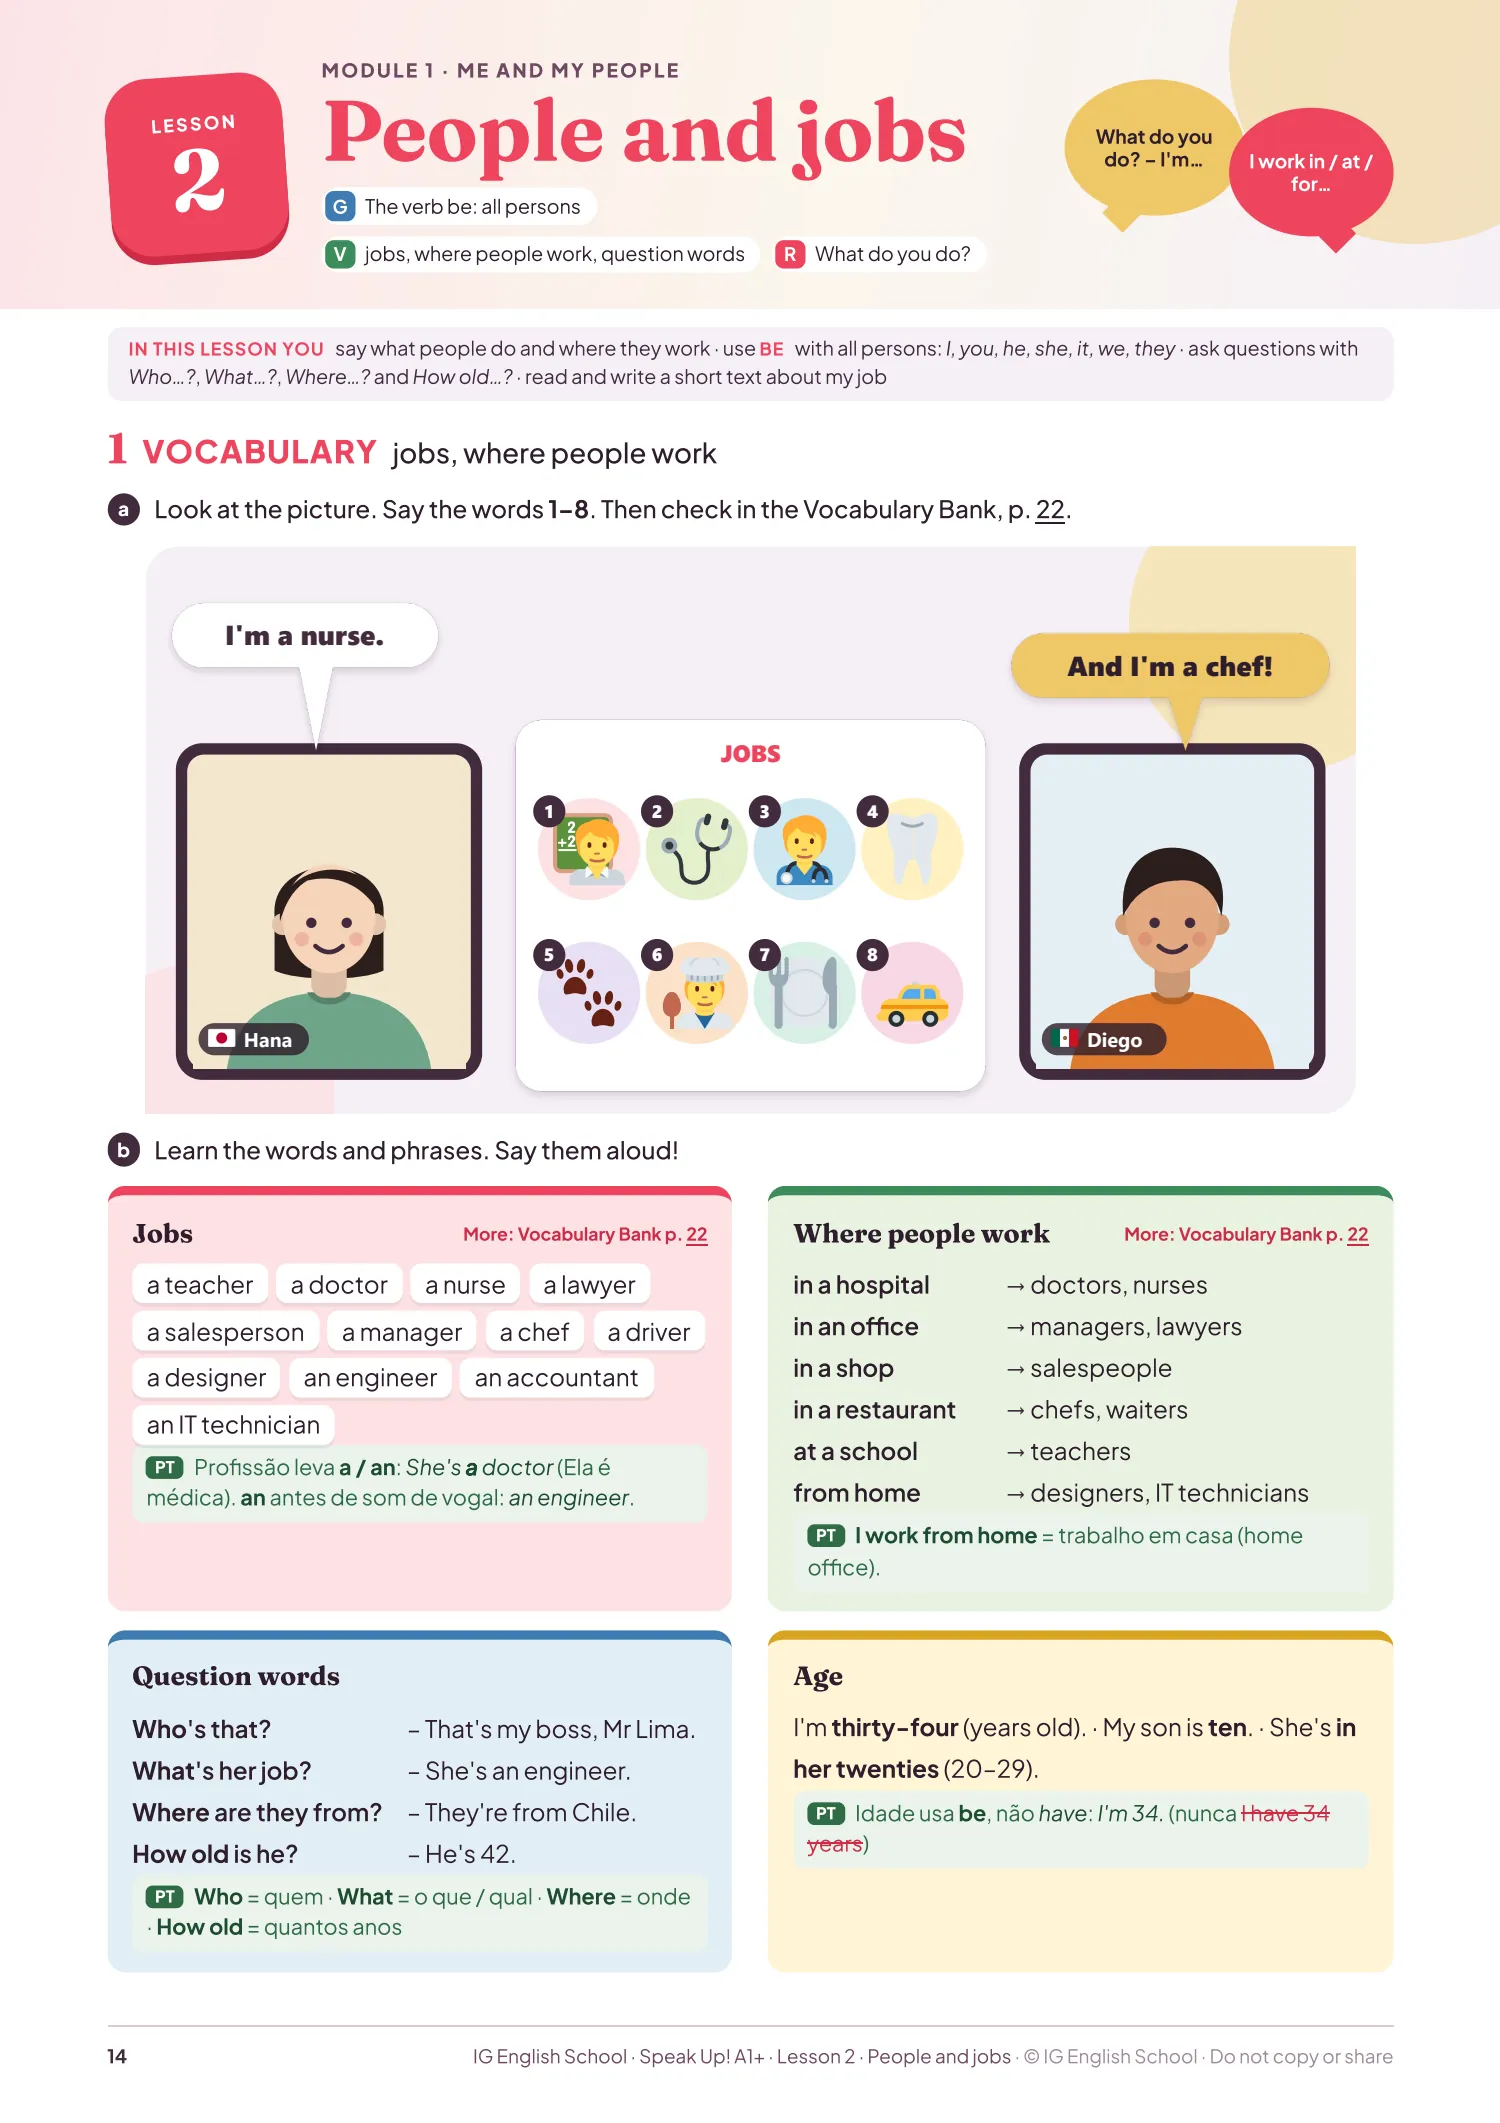 MODULE 1 · ME AND MY PEOPLE
LESSON
2
People and jobs
G The verb be: all persons
V jobs, where people work, question words R What do you do?
What do you
do? – I'm...
I work in / at /
for...
IN THIS LESSON YOU say what people do and where they work · use BE with all persons: I, you, he, she, it, we, they · ask questions with
Who...?, What...?, Where...? and How old...? · read and write a short text about my job
1 VOCABULARY jobs, where people work
a Look at the picture. Say the words 1–8. Then check in the Vocabulary Bank, p. 22.
I'm a nurse.
And I'm a chef!
JOBS
1 2 3 4
2
+2
5 6 7 8
Hana
Diego
b Learn the words and phrases. Say them aloud!
Jobs More: Vocabulary Bank p. 22
a teacher a doctor a nurse a lawyer
a salesperson a manager a chef a driver
a designer an engineer an accountant
an IT technician
PT Profissão leva a / an: She's a doctor (Ela é
médica). an antes de som de vogal: an engineer.
Where people work More: Vocabulary Bank p. 22
in a hospital → doctors, nurses
in an office → managers, lawyers
in a shop → salespeople
in a restaurant → chefs, waiters
at a school → teachers
from home → designers, IT technicians
PT I work from home = trabalho em casa (home
office).
Question words
Who's that? – That's my boss, Mr Lima.
What's her job? – She's an engineer.
Where are they from? – They're from Chile.
How old is he? – He's 42.
PT Who = quem · What = o que / qual · Where = onde
· How old = quantos anos
Age
I'm thirty-four (years old). · My son is ten. · She's in
her twenties (20–29).
PT Idade usa be, não have: I'm 34. (nunca I have 34
years)
14 IG English School · Speak Up! A1+ · Lesson 2 · People and jobs · © IG English School · Do not copy or share